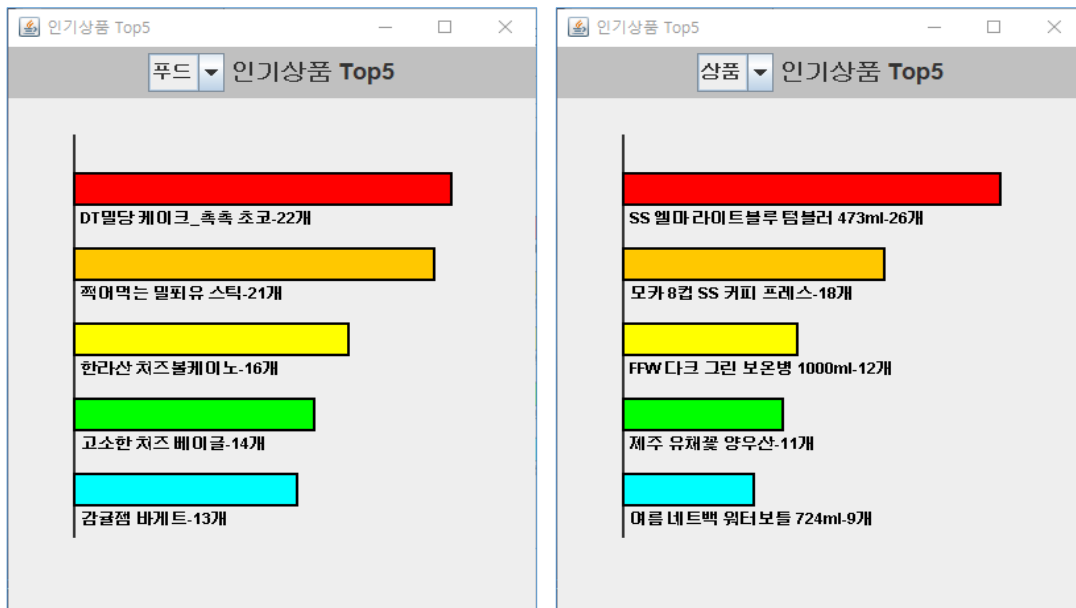 인기상품 Top5
푸드 인기상품 Top5
DT밀당 케이크_촉촉 초코-22개
쩍어먹는 밀푀유 스틱-21개
한라산 치즈볼케이노-16개
고소한 치즈 베이글-14개
감귤잼 바게트-13개
인기상품 Top5
상품 인기상품 Top5
SS 엘마 라이트블루 텀블러 473ml-26개
모카 8컵 SS 커피 프레스-18개
FFW 다크 그린 보온병 1000ml-12개
제주 유채꽃 양우산-11개
여름 네트백 워터보틀 724ml-9개